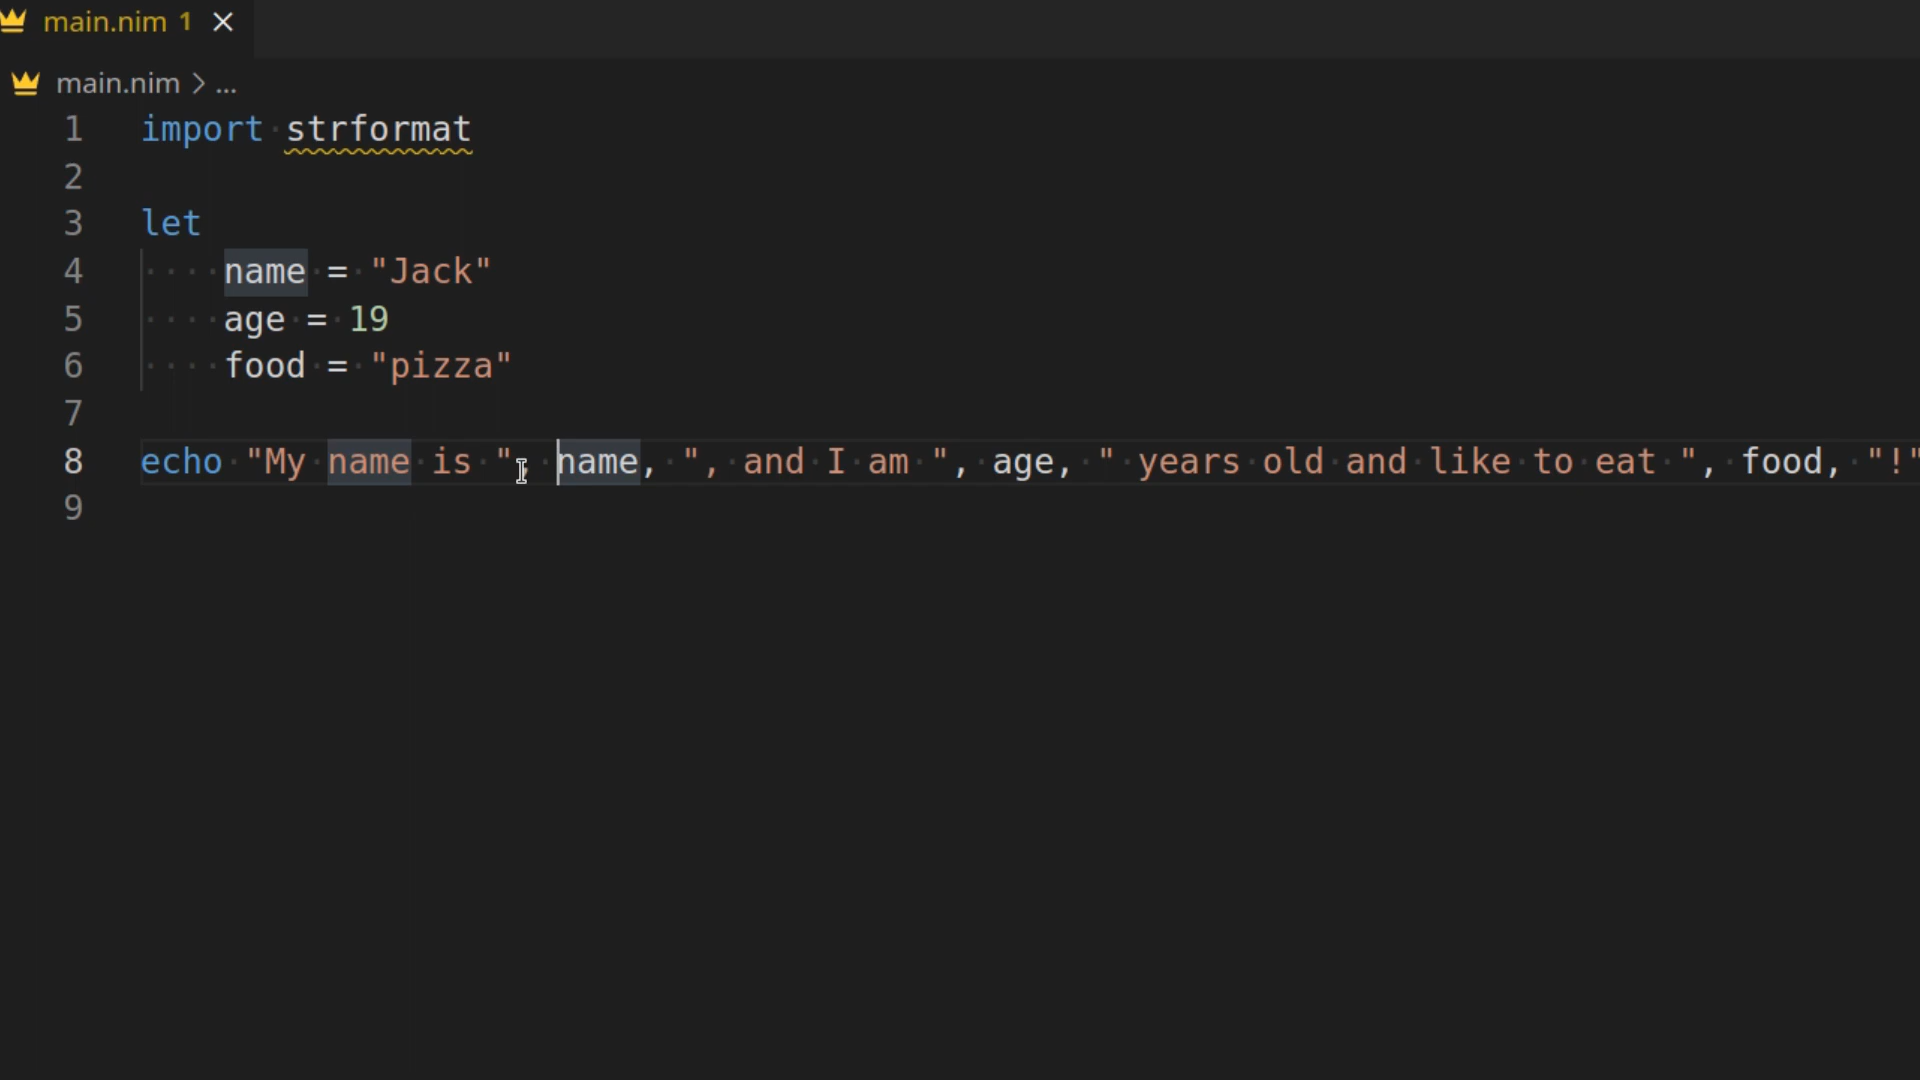 main.nim 1
main.nim > ...
1 import strformat
2
3 let
4 name = "Jack"
5 age = 19
6 food = "pizza"
7
8 echo "My name is ", name, ", and I am ", age, " years old and like to eat ", food, "!"
9